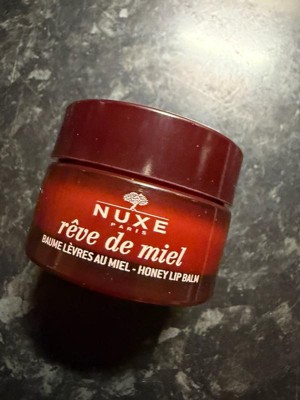 NUXE
PARIS
rêve de miel
BAUME LÈVRES AU MIEL - HONEY LIP BALM